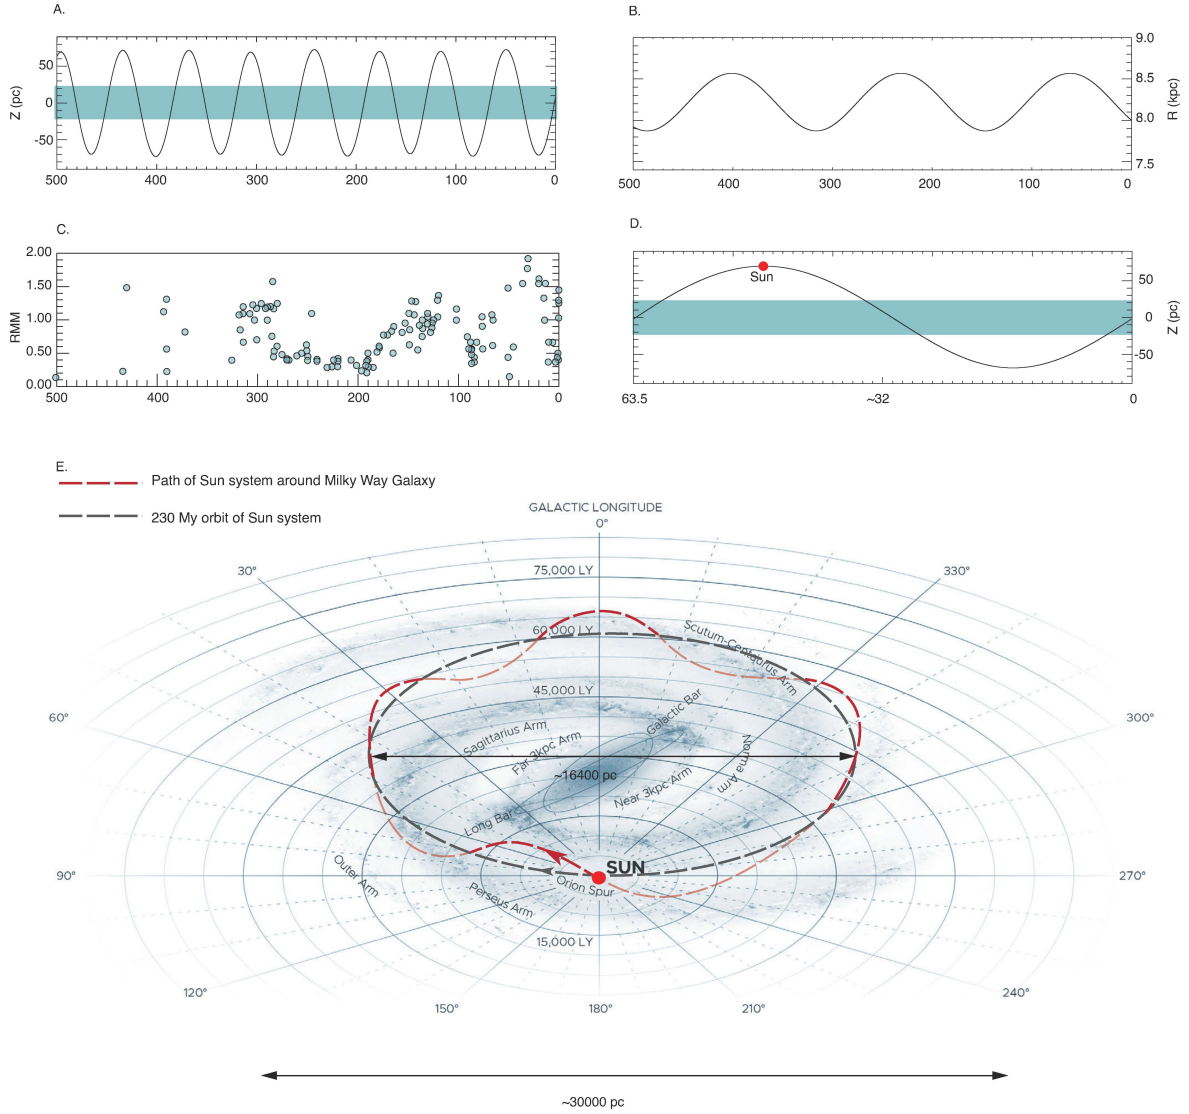 A.
Z (pc)
50
0
-50
500
400
300
200
100
0
B.
9.0
8.5
8.0
7.5
R (kpc)
500
400
300
200
100
0
C.
RMM
2.00
1.50
1.00
0.50
0.00
500
400
300
200
100
0
D.
Sun
50
0
-50
Z (pc)
63.5
~32
0
E.
Path of Sun system around Milky Way Galaxy
230 My orbit of Sun system
GALACTIC LONGITUDE
0°
30°
330°
75,000 LY
60,000 LY
Scutum-Centaurus Arm
45,000 LY
60°
300°
Galactic Bar
Sagittarius Arm
Far 3kpc Arm
Norma Arm
~16400 pc
Near 3kpc Arm
Long Bar
SUN
90°
270°
Outer Arm
Orion Spur
Perseus Arm
15,000 LY
120°
240°
150°
180°
210°
~30000 pc